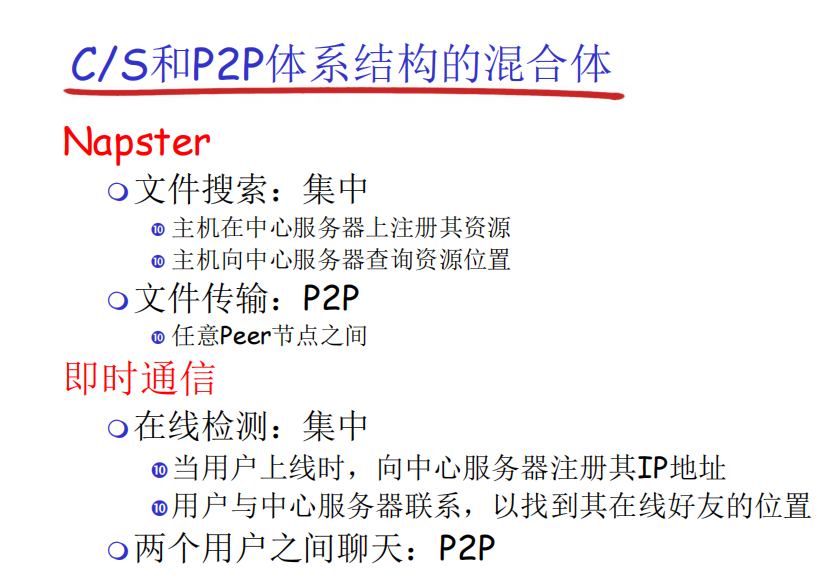 C/S和P2P体系结构的混合体
Napster
文件搜索：集中
主机在中心服务器上注册其资源
主机向中心服务器查询资源位置
文件传输：P2P
任意Peer节点之间
即时通信
在线检测：集中
当用户上线时，向中心服务器注册其IP地址
用户与中心服务器联系，以找到其在线好友的位置
两个用户之间聊天：P2P